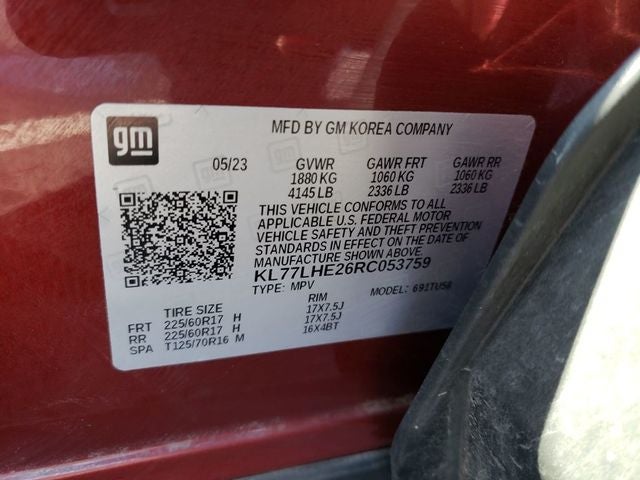 gm
MFD BY GM KOREA COMPANY
05/23 GVWR GAWR FRT GAWR RR
1880 KG 1060 KG 1060 KG
4145 LB 2336 LB 2336 LB
THIS VEHICLE CONFORMS TO ALL
APPLICABLE U.S. FEDERAL MOTOR
VEHICLE SAFETY AND THEFT PREVENTION
STANDARDS IN EFFECT ON THE DATE OF
MANUFACTURE SHOWN ABOVE.
KL77LHE26RC053759
TYPE: MPV MODEL: 691TU58
TIRE SIZE RIM
FRT 225/60R17 H 17X7.5J
RR 225/60R17 H 17X7.5J
SPA T125/70R16 M 16X4BT